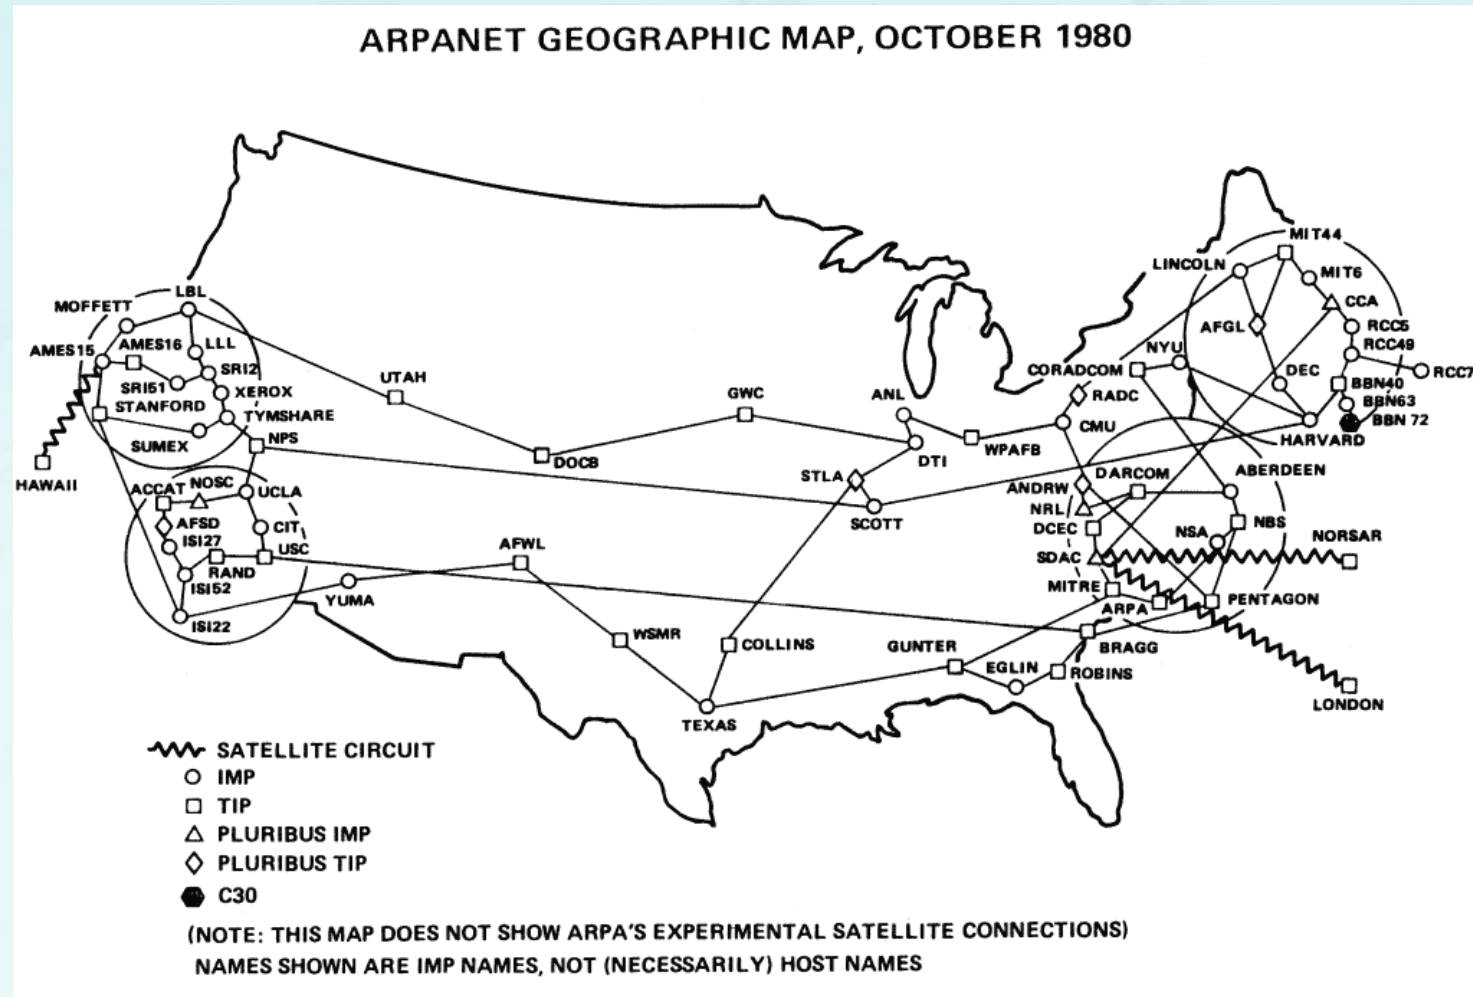 ARPANET GEOGRAPHIC MAP, OCTOBER 1980
MIT44
LINCOLN
MIT6
CCA
AFGL
RCC5
RCC49
RCC7
DEC
BBN40
BBN63
BBN 72
HARVARD
NYU
CORADCOM
RADC
CMU
LBL
MOFFETT
AMES15
AMES16
LLL
SRI2
SRI51
XEROX
STANFORD
TYMSHARE
SUMEX
NPS
HAWAII
UTAH
GWC
DOCB
ANL
DTI
WPAFB
STLA
SCOTT
ACCAT
NOSC
UCLA
AFSD
CIT
ISI27
USC
RAND
ISI52
ISI22
YUMA
AFWL
WSMR
COLLINS
TEXAS
GUNTER
EGLIN
ROBINS
BRAGG
DARCOM
ABERDEEN
ANDRW
NRL
DCEC
NBS
NSA
SDAC
NORSAR
MITRE
ARPA
PENTAGON
LONDON
SATELLITE CIRCUIT
IMP
TIP
PLURIBUS IMP
PLURIBUS TIP
C30
(NOTE: THIS MAP DOES NOT SHOW ARPA'S EXPERIMENTAL SATELLITE CONNECTIONS)
NAMES SHOWN ARE IMP NAMES, NOT (NECESSARILY) HOST NAMES